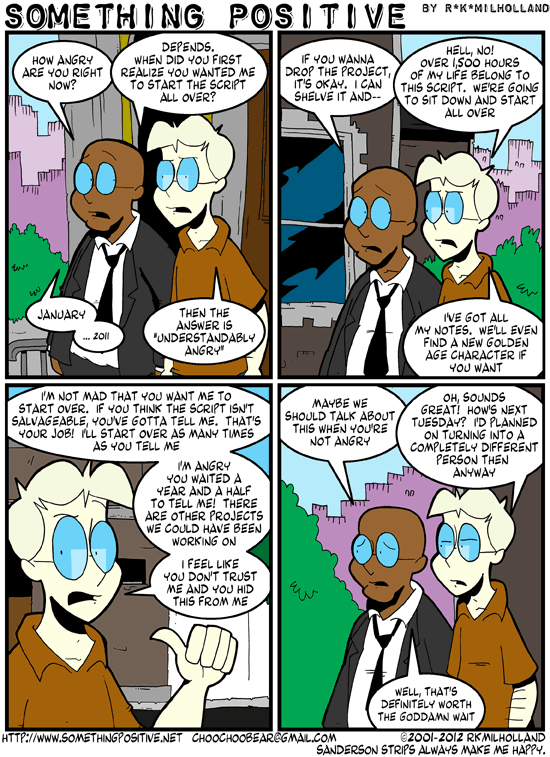 SOMETHING POSITIVE BY R*K*MILHOLLAND
HOW ANGRY
ARE YOU RIGHT
NOW?
DEPENDS.
WHEN DID YOU FIRST
REALIZE YOU WANTED ME
TO START THE SCRIPT
ALL OVER?
JANUARY
... 2011
THEN THE
ANSWER IS
"UNDERSTANDABLY
ANGRY"
IF YOU WANNA
DROP THE PROJECT,
IT'S OKAY. I CAN
SHELVE IT AND--
HELL, NO!
OVER 1,500 HOURS
OF MY LIFE BELONG TO
THIS SCRIPT. WE'RE GOING
TO SIT DOWN AND START
ALL OVER
I'VE GOT ALL
MY NOTES. WE'LL EVEN
FIND A NEW GOLDEN
AGE CHARACTER IF
YOU WANT
I'M NOT MAD THAT YOU WANT ME TO
START OVER. IF YOU THINK THE SCRIPT ISN'T
SALVAGEABLE, YOU'VE GOTTA TELL ME. THAT'S
YOUR JOB! I'LL START OVER AS MANY TIMES
AS YOU TELL ME
I'M ANGRY
YOU WAITED A
YEAR AND A HALF
TO TELL ME! THERE
ARE OTHER PROJECTS
WE COULD HAVE BEEN
WORKING ON
I FEEL LIKE
YOU DON'T TRUST
ME AND YOU HID
THIS FROM ME
MAYBE WE
SHOULD TALK ABOUT
THIS WHEN YOU'RE
NOT ANGRY
OH, SOUNDS
GREAT! HOW'S NEXT
TUESDAY? I'D PLANNED
ON TURNING INTO A
COMPLETELY DIFFERENT
PERSON THEN
ANYWAY
WELL, THAT'S
DEFINITELY WORTH
THE GODDAMN WAIT
HTTP://WWW.SOMETHINGPOSITIVE.NET CHOOCHOOBEAR@GMAIL.COM ©2001-2012 RKMILHOLLAND
SANDERSON STRIPS ALWAYS MAKE ME HAPPY.